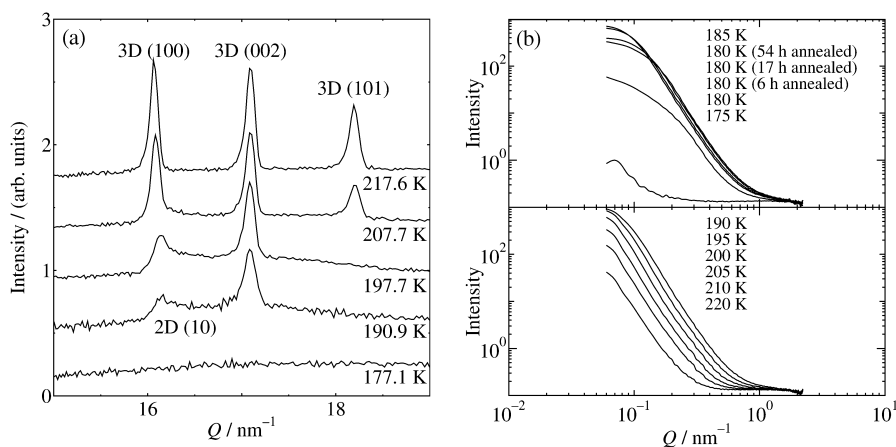 (a)
3D (100)
3D (002)
3D (101)
217.6 K
207.7 K
197.7 K
190.9 K
2D (10)
177.1 K
Intensity / (arb. units)
0
1
2
3
16
18
Q / nm⁻¹
(b)
185 K
180 K (54 h annealed)
180 K (17 h annealed)
180 K (6 h annealed)
180 K
175 K
Intensity
10²
10⁰
190 K
195 K
200 K
205 K
210 K
220 K
Intensity
10²
10⁰
10⁻²
10⁻¹
10⁰
10¹
Q / nm⁻¹